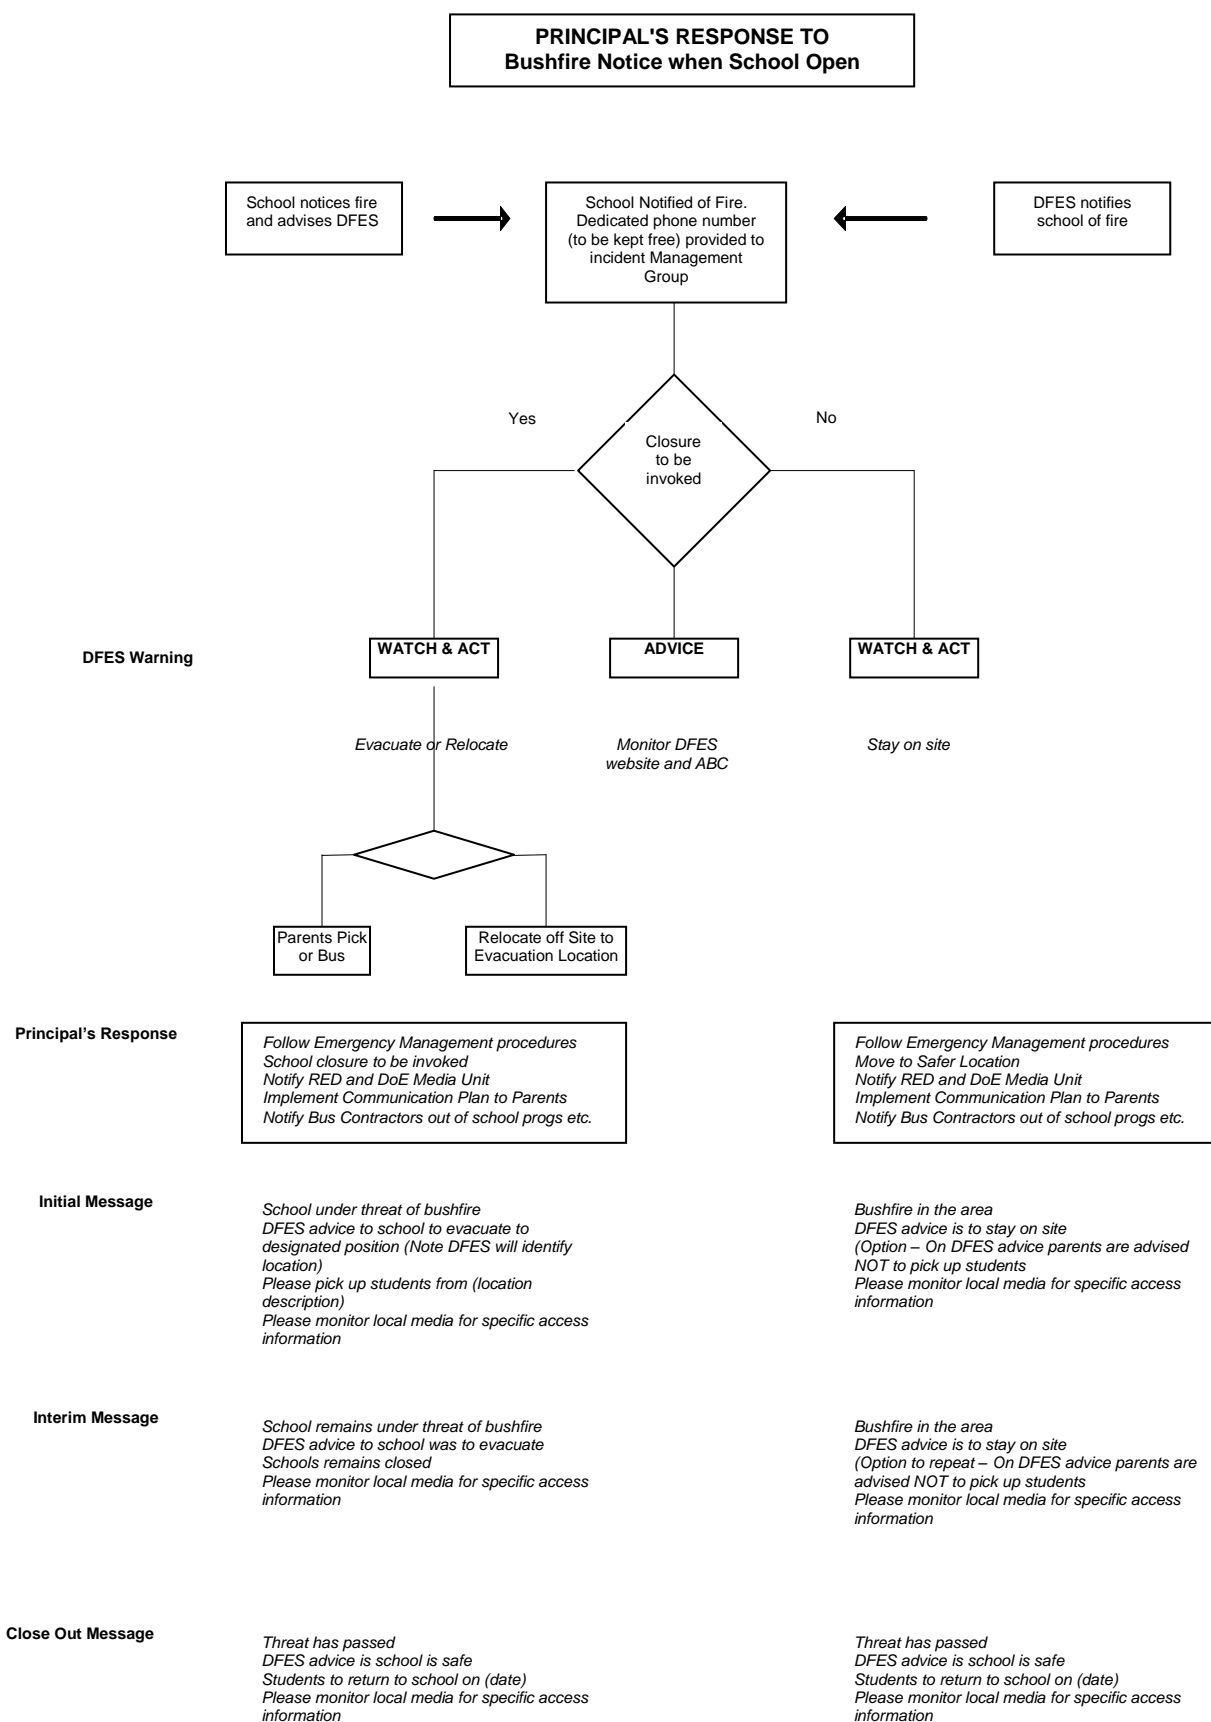 PRINCIPAL'S RESPONSE TO
Bushfire Notice when School Open
School notices fire
and advises DFES
School Notified of Fire.
Dedicated phone number
(to be kept free) provided to
incident Management
Group
DFES notifies
school of fire
Yes
No
Closure
to be
invoked
DFES Warning
WATCH & ACT
ADVICE
WATCH & ACT
Evacuate or Relocate
Monitor DFES
website and ABC
Stay on site
Parents Pick
or Bus
Relocate off Site to
Evacuation Location
Principal's Response
Follow Emergency Management procedures
School closure to be invoked
Notify RED and DoE Media Unit
Implement Communication Plan to Parents
Notify Bus Contractors out of school progs etc.
Follow Emergency Management procedures
Move to Safer Location
Notify RED and DoE Media Unit
Implement Communication Plan to Parents
Notify Bus Contractors out of school progs etc.
Initial Message
School under threat of bushfire
DFES advice to school to evacuate to
designated position (Note DFES will identify
location)
Please pick up students from (location
description)
Please monitor local media for specific access
information
Bushfire in the area
DFES advice is to stay on site
(Option – On DFES advice parents are advised
NOT to pick up students
Please monitor local media for specific access
information
Interim Message
School remains under threat of bushfire
DFES advice to school was to evacuate
Schools remains closed
Please monitor local media for specific access
information
Bushfire in the area
DFES advice is to stay on site
(Option to repeat – On DFES advice parents are
advised NOT to pick up students
Please monitor local media for specific access
information
Close Out Message
Threat has passed
DFES advice is school is safe
Students to return to school on (date)
Please monitor local media for specific access
information
Threat has passed
DFES advice is school is safe
Students to return to school on (date)
Please monitor local media for specific access
information